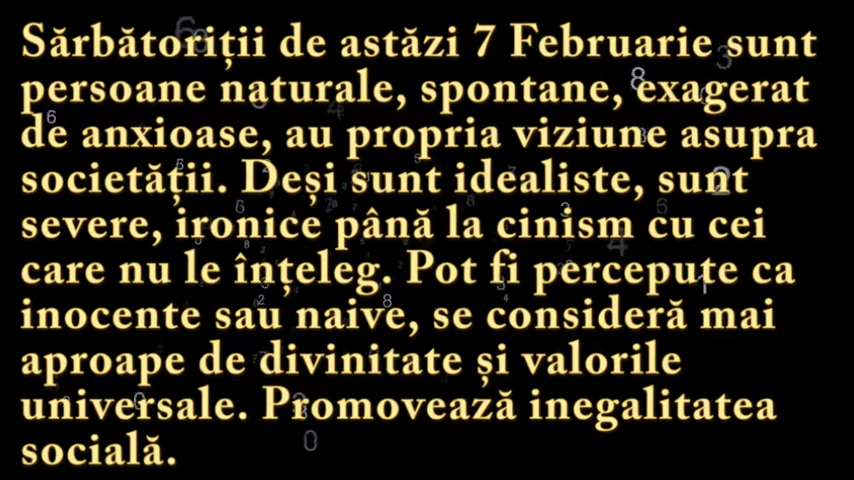 Sărbătoriții de astăzi 7 Februarie sunt
persoane naturale, spontane, exagerat
de anxioase, au propria viziune asupra
societății. Deși sunt idealiste, sunt
severe, ironice până la cinism cu cei
care nu le înțeleg. Pot fi percepute ca
inocente sau naive, se consideră mai
aproape de divinitate și valorile
universale. Promovează inegalitatea
socială.